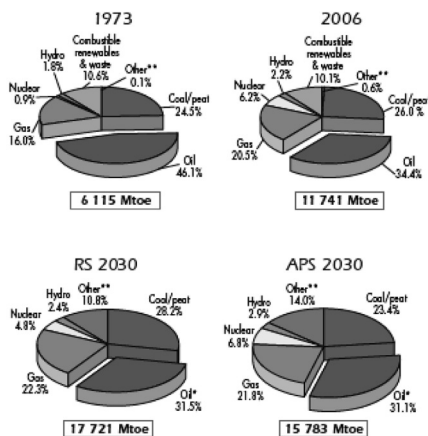 1973
Combustible
renewables
& waste
10.6%
Hydro
1.8%
Other**
0.1%
Nuclear
0.9%
Coal/peat
24.5%
Gas
16.0%
Oil
46.1%
6 115 Mtoe
2006
Combustible
renewables
& waste
10.1%
Hydro
2.2%
Other**
0.6%
Nuclear
6.2%
Coal/peat
26.0 %
Gas
20.5%
Oil
34.4%
11 741 Mtoe
RS 2030
Other**
10.8%
Hydro
2.4%
Coal/peat
28.2%
Nuclear
4.8%
Gas
22.3%
Oil*
31.5%
17 721 Mtoe
APS 2030
Other**
14.0%
Hydro
2.9%
Coal/peat
23.4%
Nuclear
6.8%
Gas
21.8%
Oil*
31.1%
15 783 Mtoe